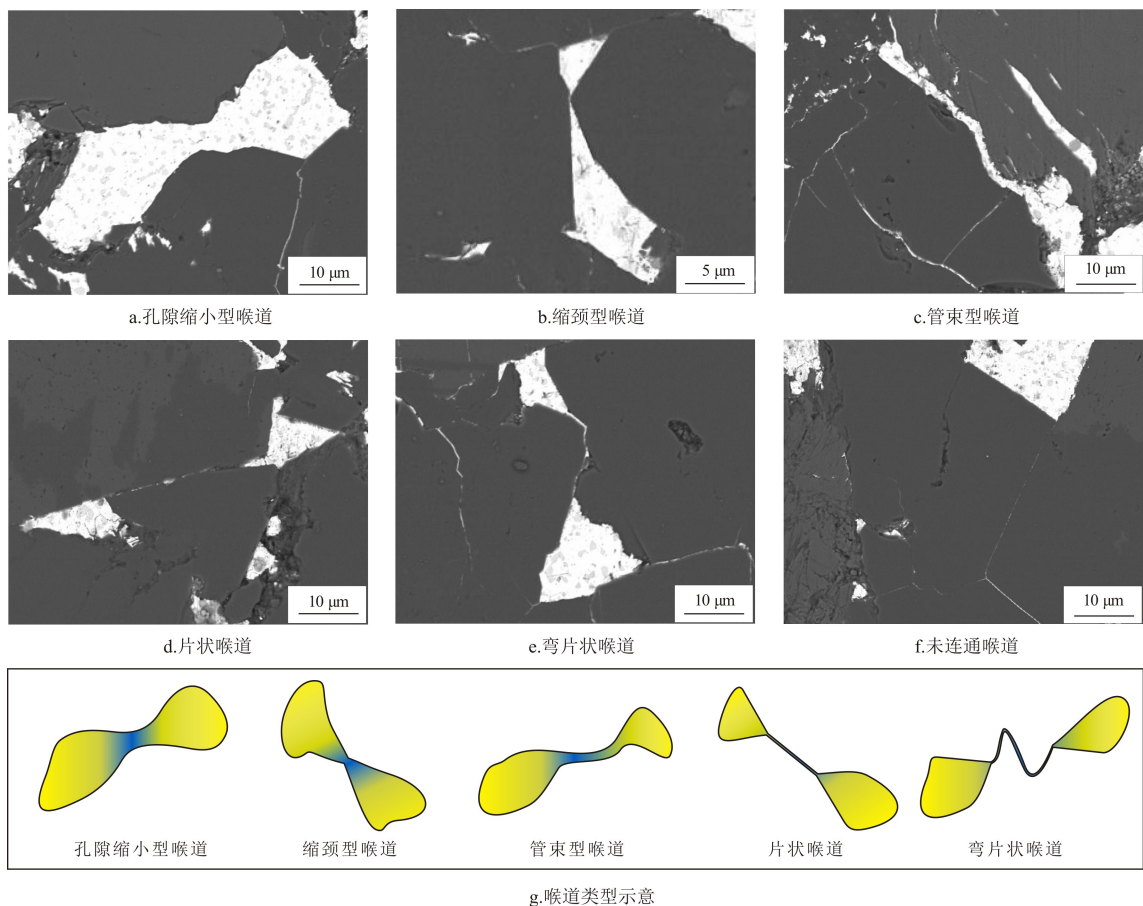 10 μm
5 μm
10 μm
a.孔隙缩小型喉道
b.缩颈型喉道
c.管束型喉道
10 μm
10 μm
10 μm
d.片状喉道
e.弯片状喉道
f.未连通喉道
孔隙缩小型喉道
缩颈型喉道
管束型喉道
片状喉道
弯片状喉道
g.喉道类型示意